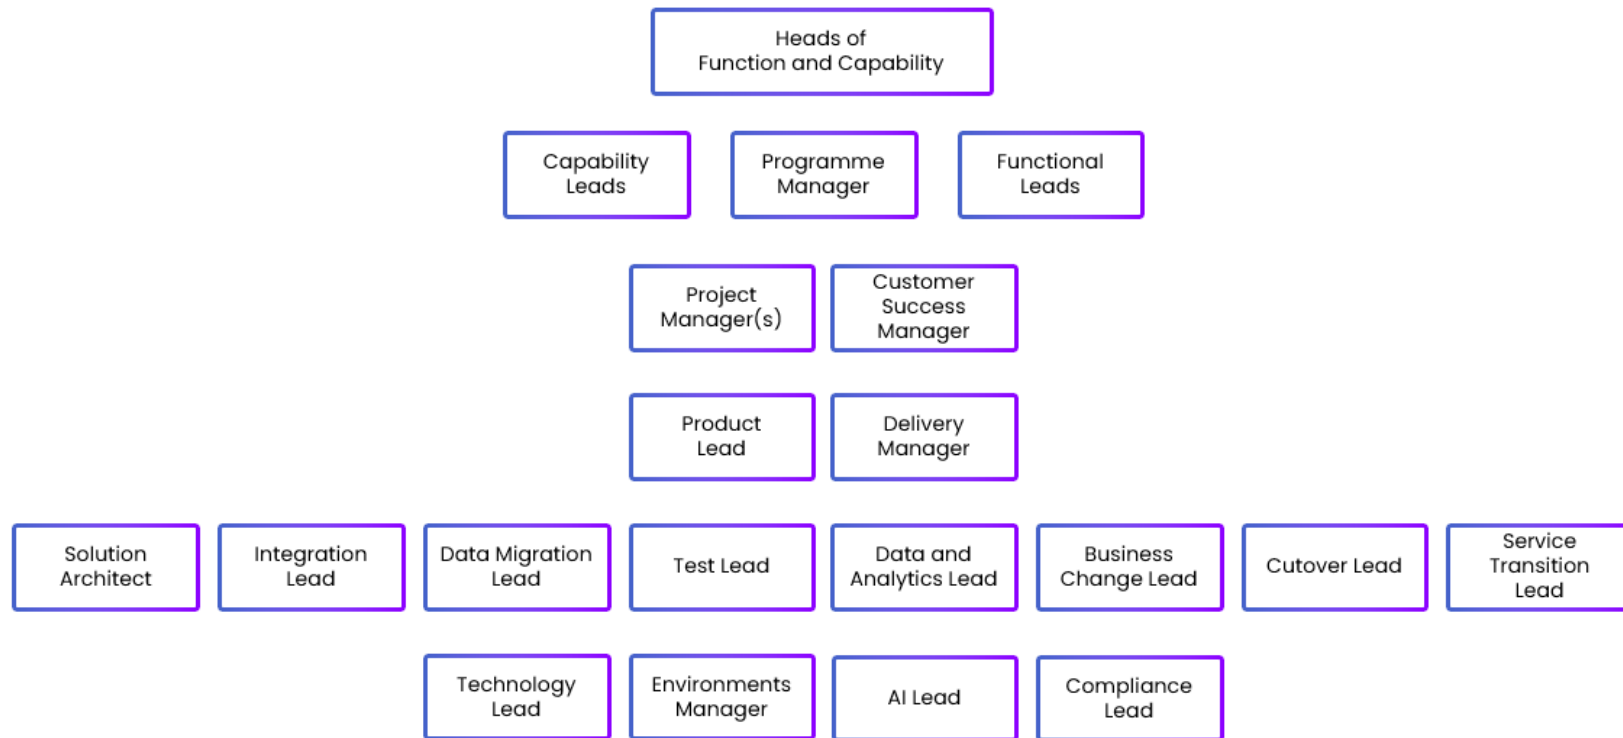 Heads of
Function and Capability
Capability
Leads
Programme
Manager
Functional
Leads
Project
Manager(s)
Customer
Success
Manager
Product
Lead
Delivery
Manager
Solution
Architect
Integration
Lead
Data Migration
Lead
Test Lead
Data and
Analytics Lead
Business
Change Lead
Cutover Lead
Service
Transition
Lead
Technology
Lead
Environments
Manager
AI Lead
Compliance
Lead